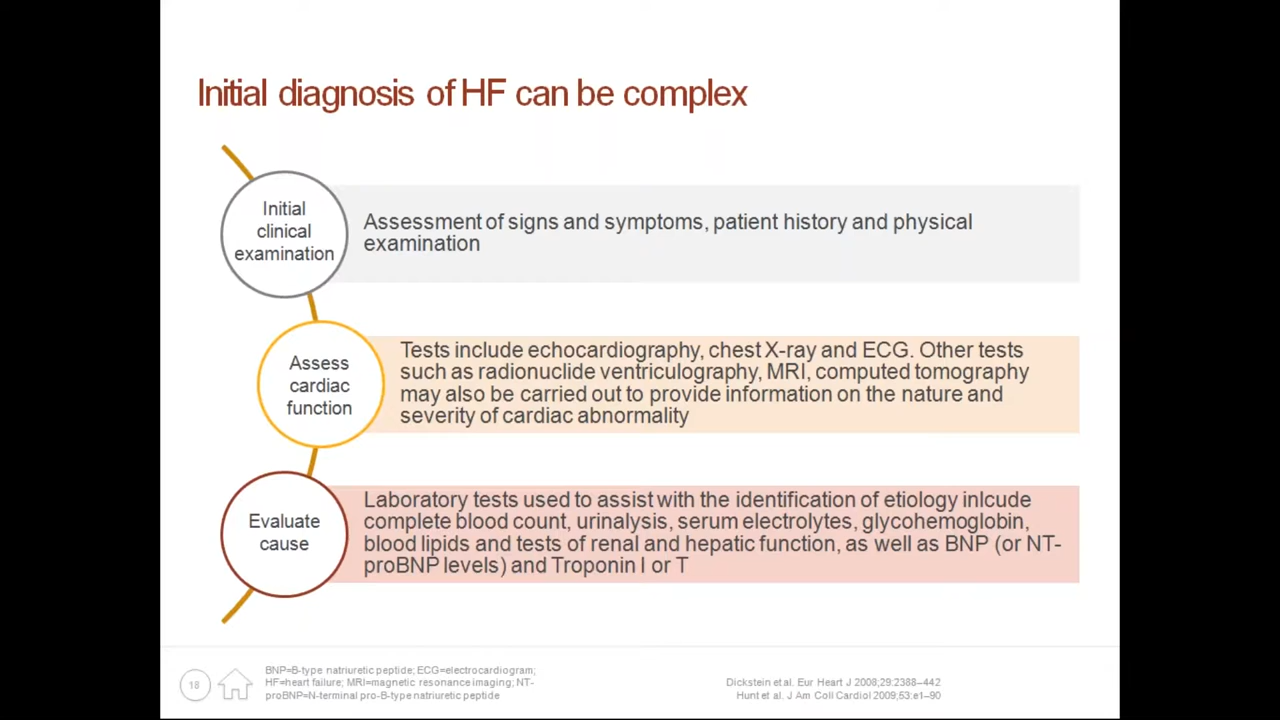 Initial diagnosis of HF can be complex
Initial
clinical
examination
Assessment of signs and symptoms, patient history and physical
examination
Assess
cardiac
function
Tests include echocardiography, chest X-ray and ECG. Other tests
such as radionuclide ventriculography, MRI, computed tomography
may also be carried out to provide information on the nature and
severity of cardiac abnormality
Evaluate
cause
Laboratory tests used to assist with the identification of etiology inlcude
complete blood count, urinalysis, serum electrolytes, glycohemoglobin,
blood lipids and tests of renal and hepatic function, as well as BNP (or NT-
proBNP levels) and Troponin I or T
18
BNP=B-type natriuretic peptide; ECG=electrocardiogram;
HF=heart failure; MRI=magnetic resonance imaging; NT-
proBNP=N-terminal pro-B-type natriuretic peptide
Dickstein et al. Eur Heart J 2008;29:2388–442
Hunt et al. J Am Coll Cardiol 2009;53:e1–90